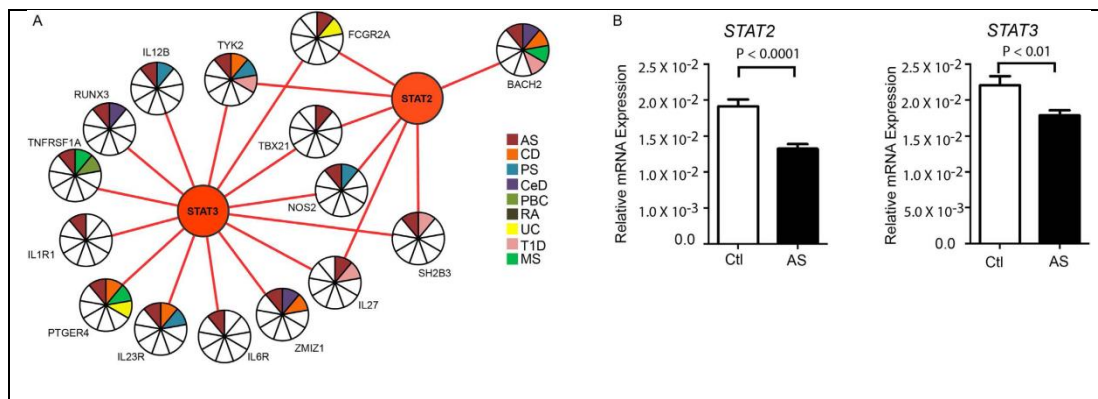 A
FCGR2A
TYK2
IL12B
RUNX3
TNFRSF1A
IL1R1
PTGER4
IL23R
IL6R
ZMIZ1
IL27
SH2B3
NOS2
TBX21
BACH2
STAT2
STAT3
AS
CD
PS
CeD
PBC
RA
UC
T1D
MS
B
STAT2
P < 0.0001
Relative mRNA Expression
2.5 X 10-2
2.0 X 10-2
1.5 X 10-2
1.0 X 10-2
1.0 X 10-3
0.0
Ctl
AS
STAT3
P < 0.01
Relative mRNA Expression
2.5 X 10-2
2.0 X 10-2
1.5 X 10-2
1.0 X 10-2
5.0 X 10-3
0.0
Ctl
AS